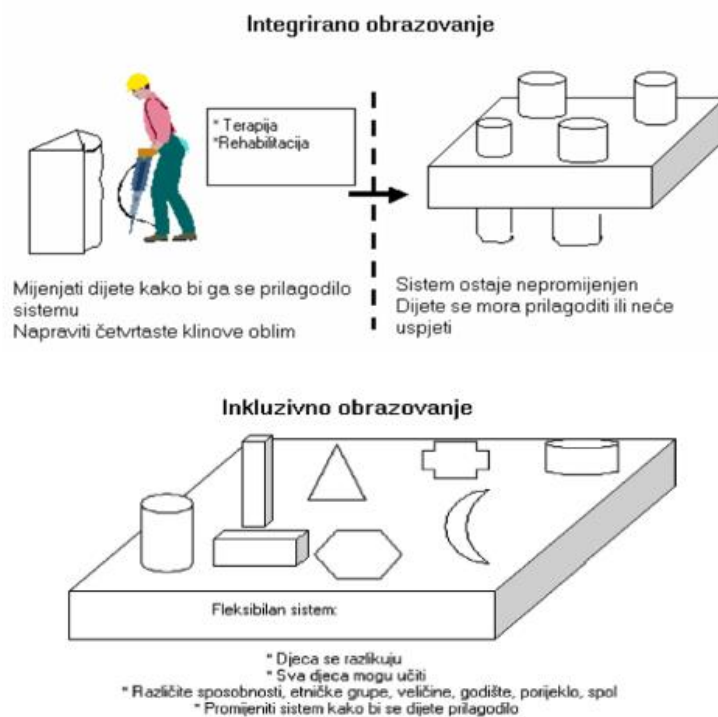 Integrirano obrazovanje
* Terapija
*Rehabilitacija
Mijenjati dijete kako bi ga se prilagodilo
sistemu
Napraviti četvrtaste klinove oblim
Sistem ostaje nepromijenjen
Dijete se mora prilagoditi ili neće
uspjeti
Inkluzivno obrazovanje
Fleksibilan sistem:
* Djeca se razlikuju
* Sva djeca mogu učiti
* Različite sposobnosti, etničke grupe, veličine, godište, porijeklo, spol
* Promijeniti sistem kako bi se dijete prilagodilo